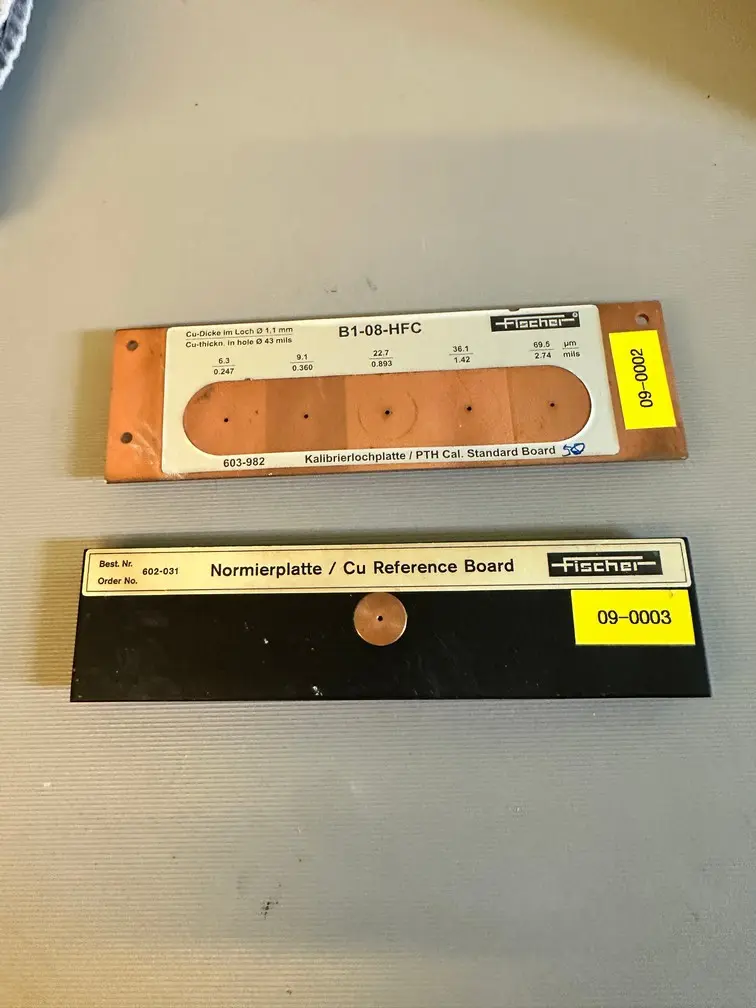 Cu-Dicke im Loch Ø 1,1 mm
Cu-thickn. in hole Ø 43 mils
B1-08-HFC
Fischer®
6.3 9.1 22.7 36.1 69.5 µm
0.247 0.360 0.893 1.42 2.74 mils
09-0002
603-982 Kalibrierlochplatte / PTH Cal. Standard Board
Best. Nr.
Order No.
602-031
Normierplatte / Cu Reference Board
Fischer
09-0003